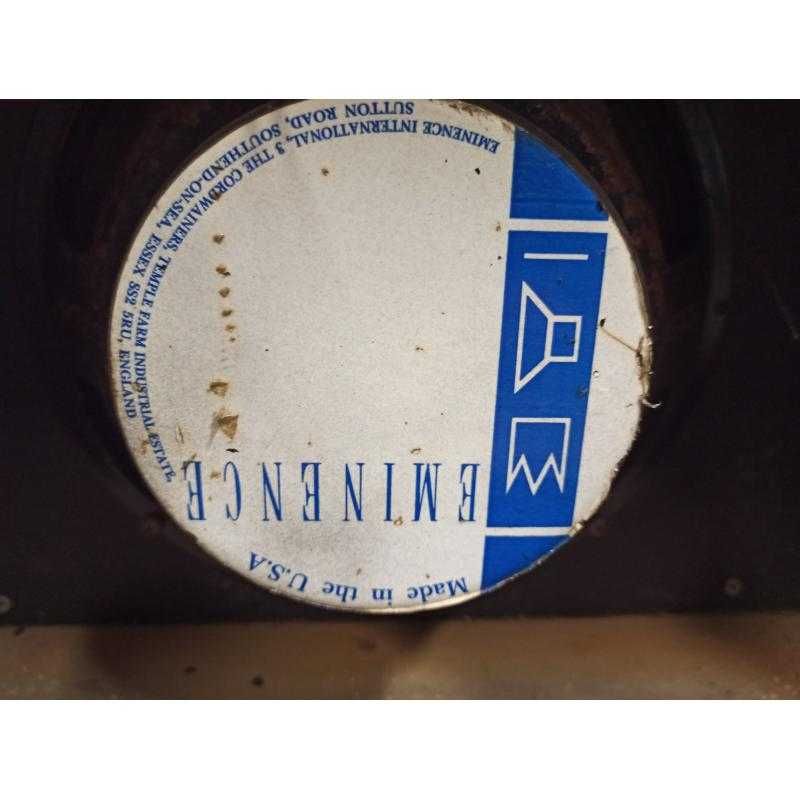 Made in the U.S.A
EMINENCE
EMINENCE INTERNATIONAL, 3 THE CORDWAINERS, TEMPLE FARM INDUSTRIAL ESTATE,
SUTTON ROAD, SOUTHEND-ON-SEA, ESSEX SS2 5RU, ENGLAND